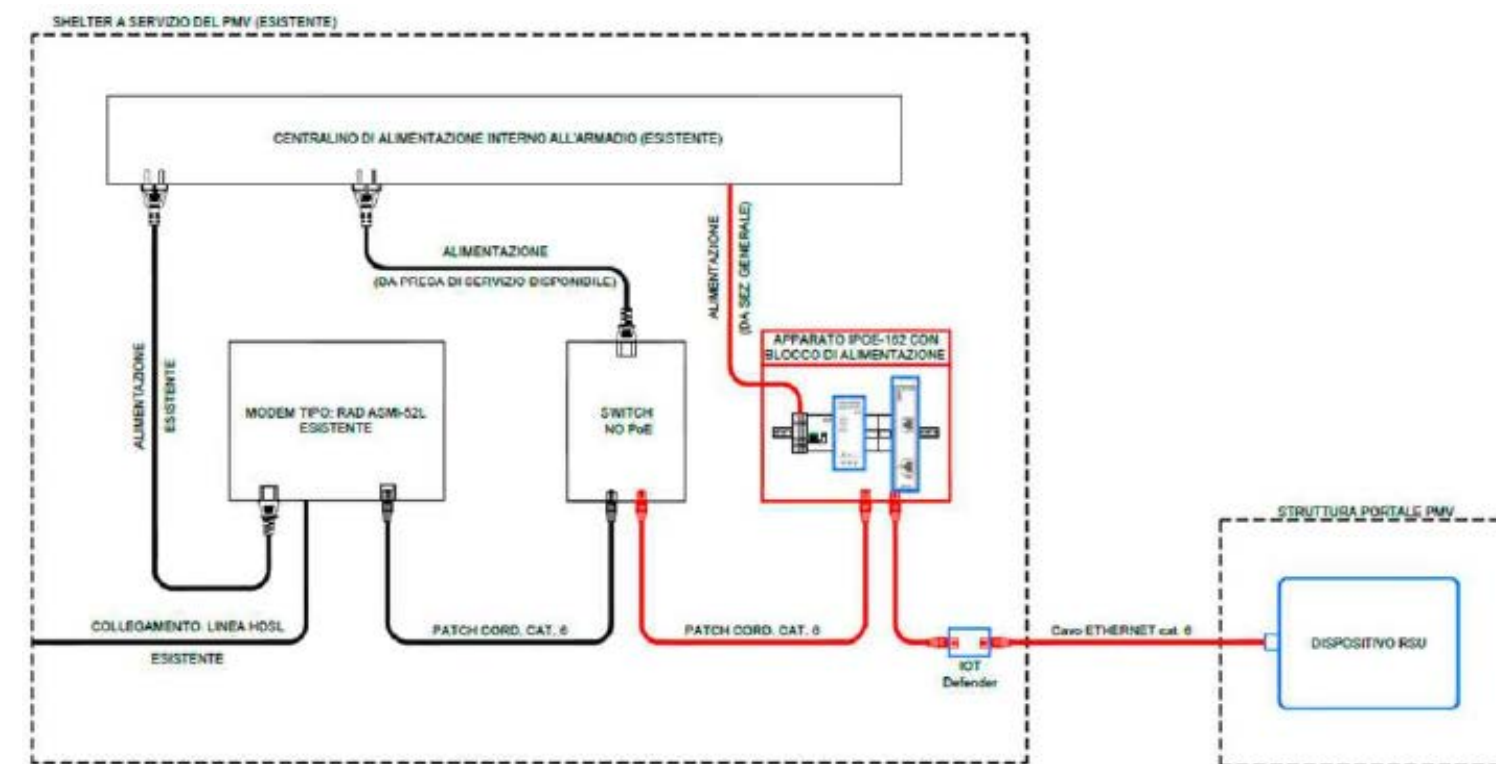 SHELTER A SERVIZIO DEL PMV (ESISTENTE)
CENTRALINO DI ALIMENTAZIONE INTERNO ALL'ARMADIO (ESISTENTE)
ALIMENTAZIONE
(DA PRESA DI SERVIZIO DISPONIBILE)
ALIMENTAZIONE
(DA SEZ GENERALE)
ALIMENTAZIONE
ESISTENTE
MODEM TIPO: RAD ASMI-52L
ESISTENTE
SWITCH
NO PoE
APPARATO IPOE-162 CON
BLOCCO DI ALIMENTAZIONE
COLLEGAMENTO LINEA HDSL
ESISTENTE
PATCH CORD. CAT. 6
PATCH CORD. CAT. 6
IOT
Defender
Cavo ETHERNET cat. 6
STRUTTURA PORTALE PMV
DISPOSITIVO RSU